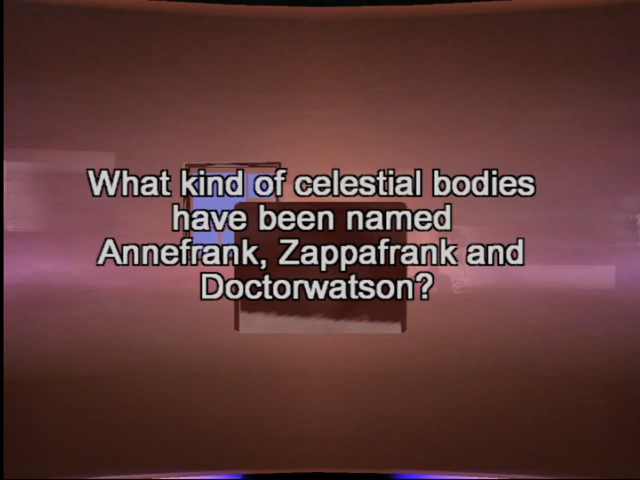 What kind of celestial bodies
have been named
Annefrank, Zappafrank and
Doctorwatson?